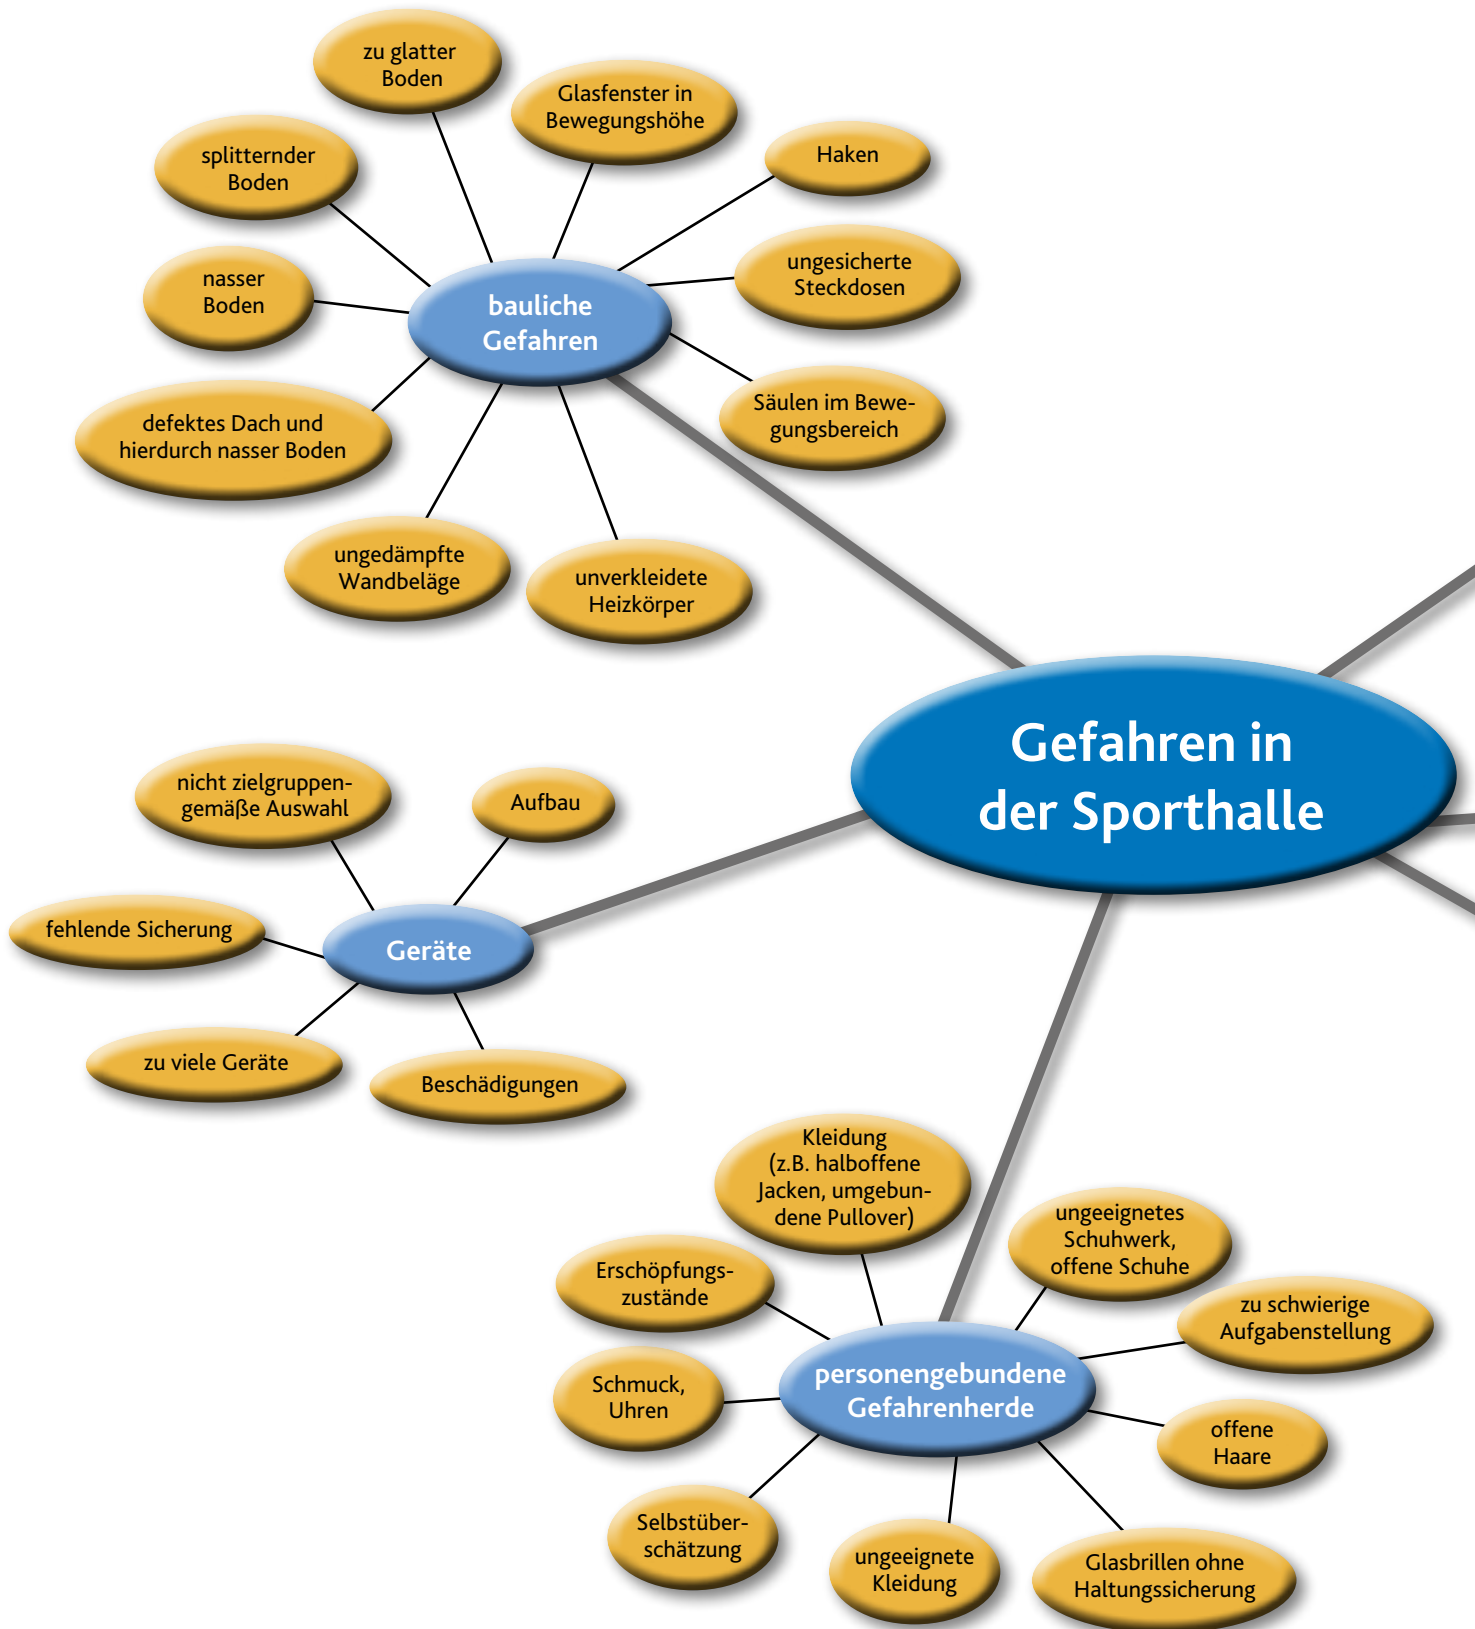 zu glatter
Boden
Glasfenster in
Bewegungshöhe
Haken
splitternder
Boden
ungesicherte
Steckdosen
nasser
Boden
bauliche
Gefahren
Säulen im Bewe-
gungsbereich
defektes Dach und
hierdurch nasser Boden
ungedämpfte
Wandbeläge
unverkleidete
Heizkörper
Gefahren in
der Sporthalle
nicht zielgruppen-
gemäße Auswahl
Aufbau
fehlende Sicherung
Geräte
zu viele Geräte
Beschädigungen
Kleidung
(z.B. halboffene
Jacken, umgebun-
dene Pullover)
ungeeignetes
Schuhwerk,
offene Schuhe
Erschöpfungs-
zustände
zu schwierige
Aufgabenstellung
personengebundene
Gefahrenherde
Schmuck,
Uhren
offene
Haare
Selbstüber-
schätzung
ungeeignete
Kleidung
Glasbrillen ohne
Haltungssicherung